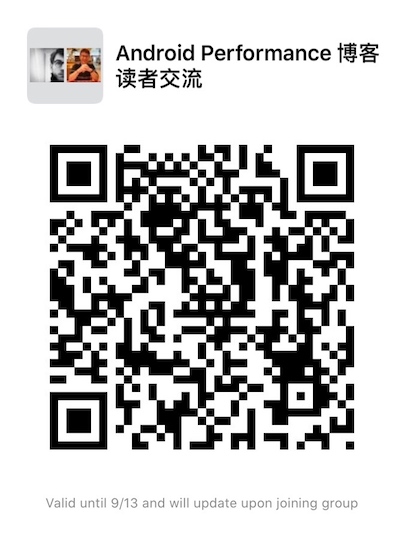 Android Performance 博客
读者交流
Valid until 9/13 and will update upon joining group